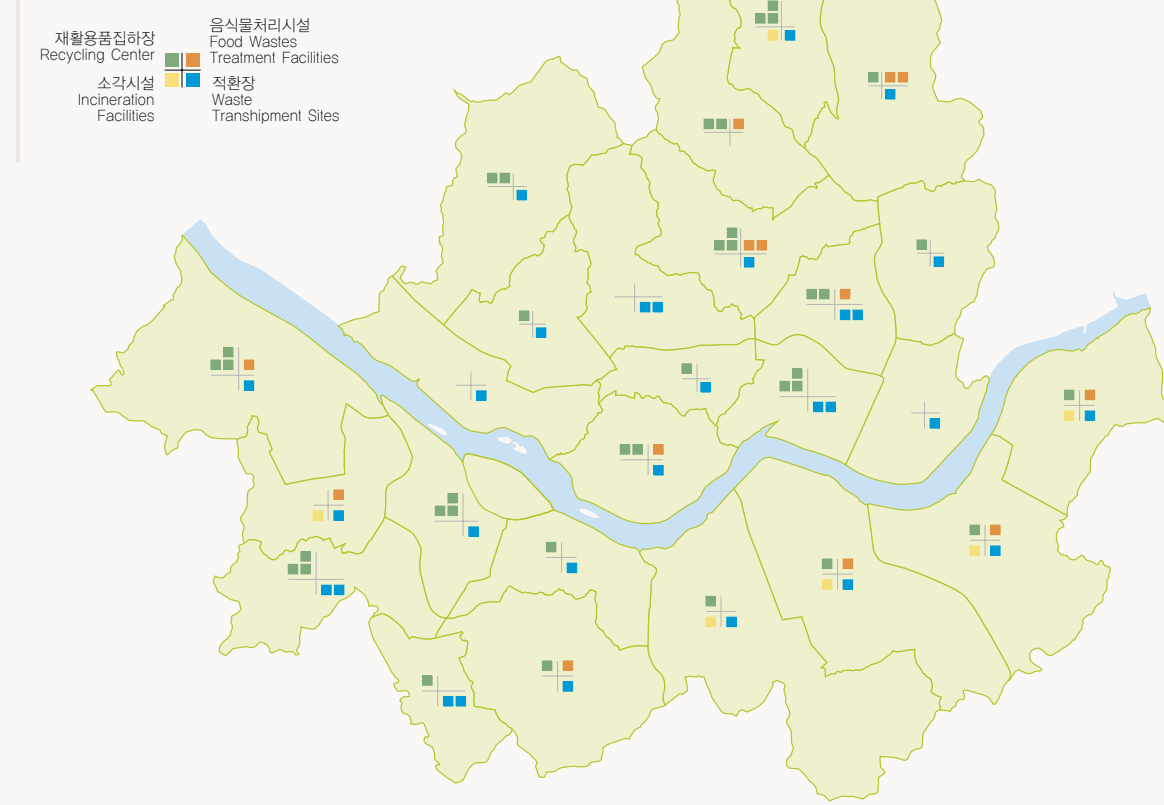 재활용품집하장
Recycling Center
음식물처리시설
Food Wastes
Treatment Facilities
소각시설
Incineration
Facilities
적환장
Waste
Transhipment Sites